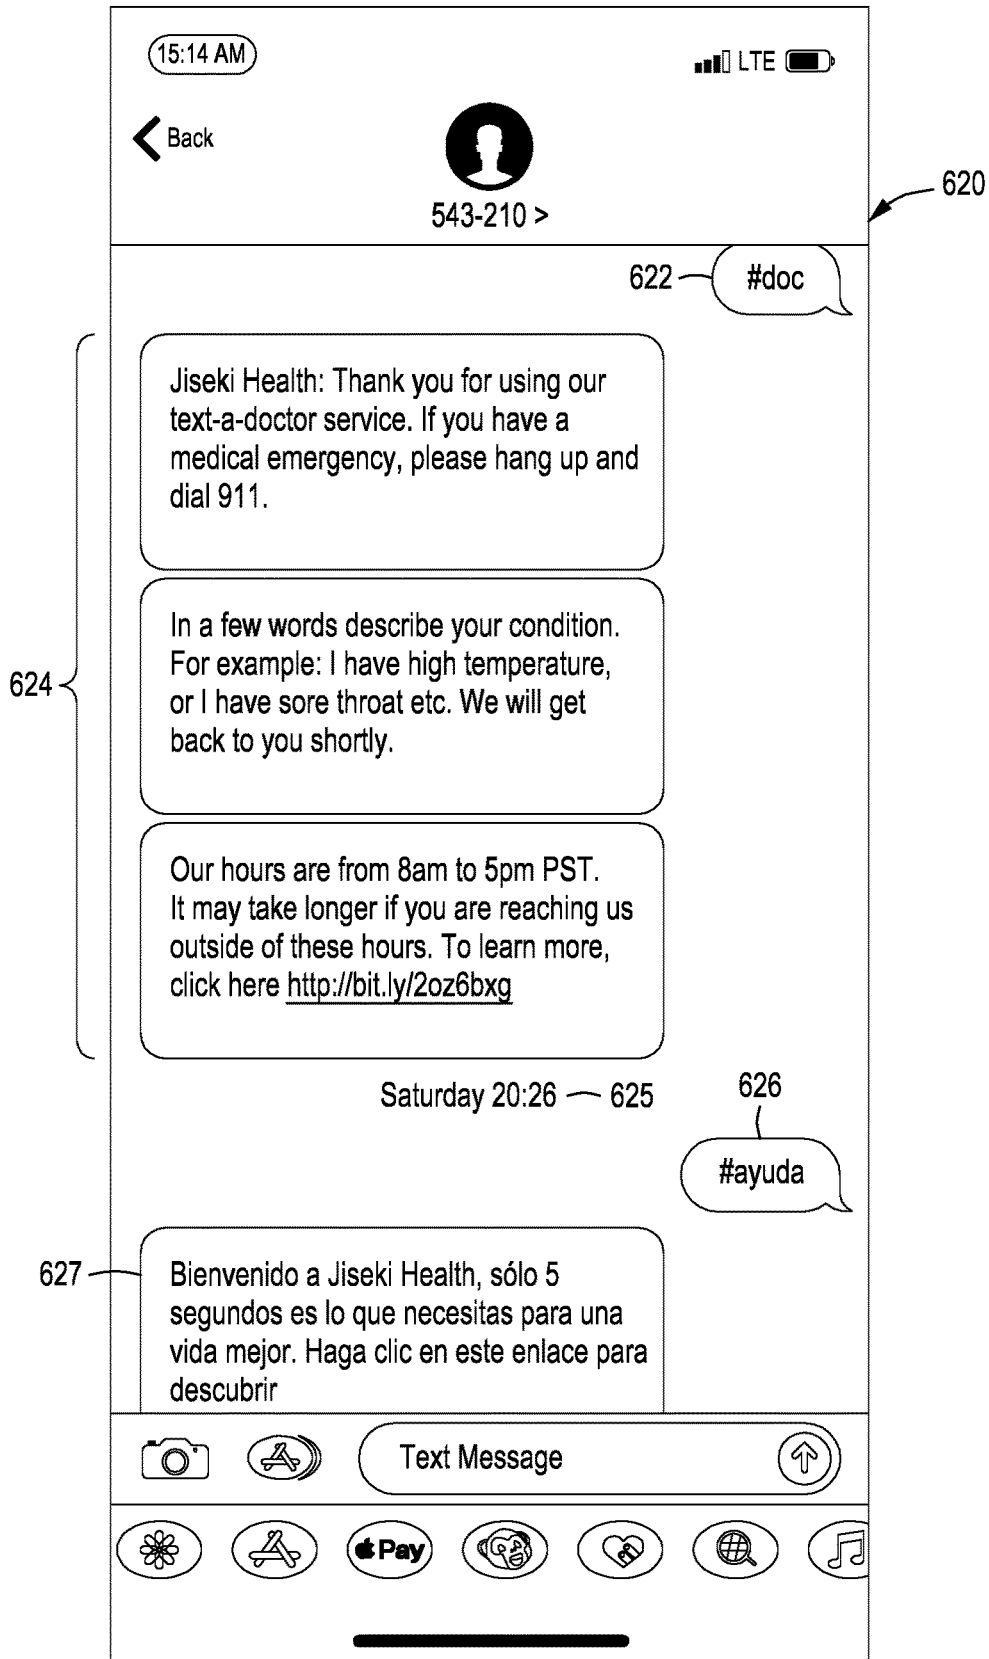 15:14 AM
LTE
Back
543-210 >
620
622
#doc
Jiseki Health: Thank you for using our
text-a-doctor service. If you have a
medical emergency, please hang up and
dial 911.
624
In a few words describe your condition.
For example: I have high temperature,
or I have sore throat etc. We will get
back to you shortly.
Our hours are from 8am to 5pm PST.
It may take longer if you are reaching us
outside of these hours. To learn more,
click here http://bit.ly/2oz6bxg
Saturday 20:26
625
626
#ayuda
627
Bienvenido a Jiseki Health, sólo 5
segundos es lo que necesitas para una
vida mejor. Haga clic en este enlace para
descubrir
Text Message
Pay